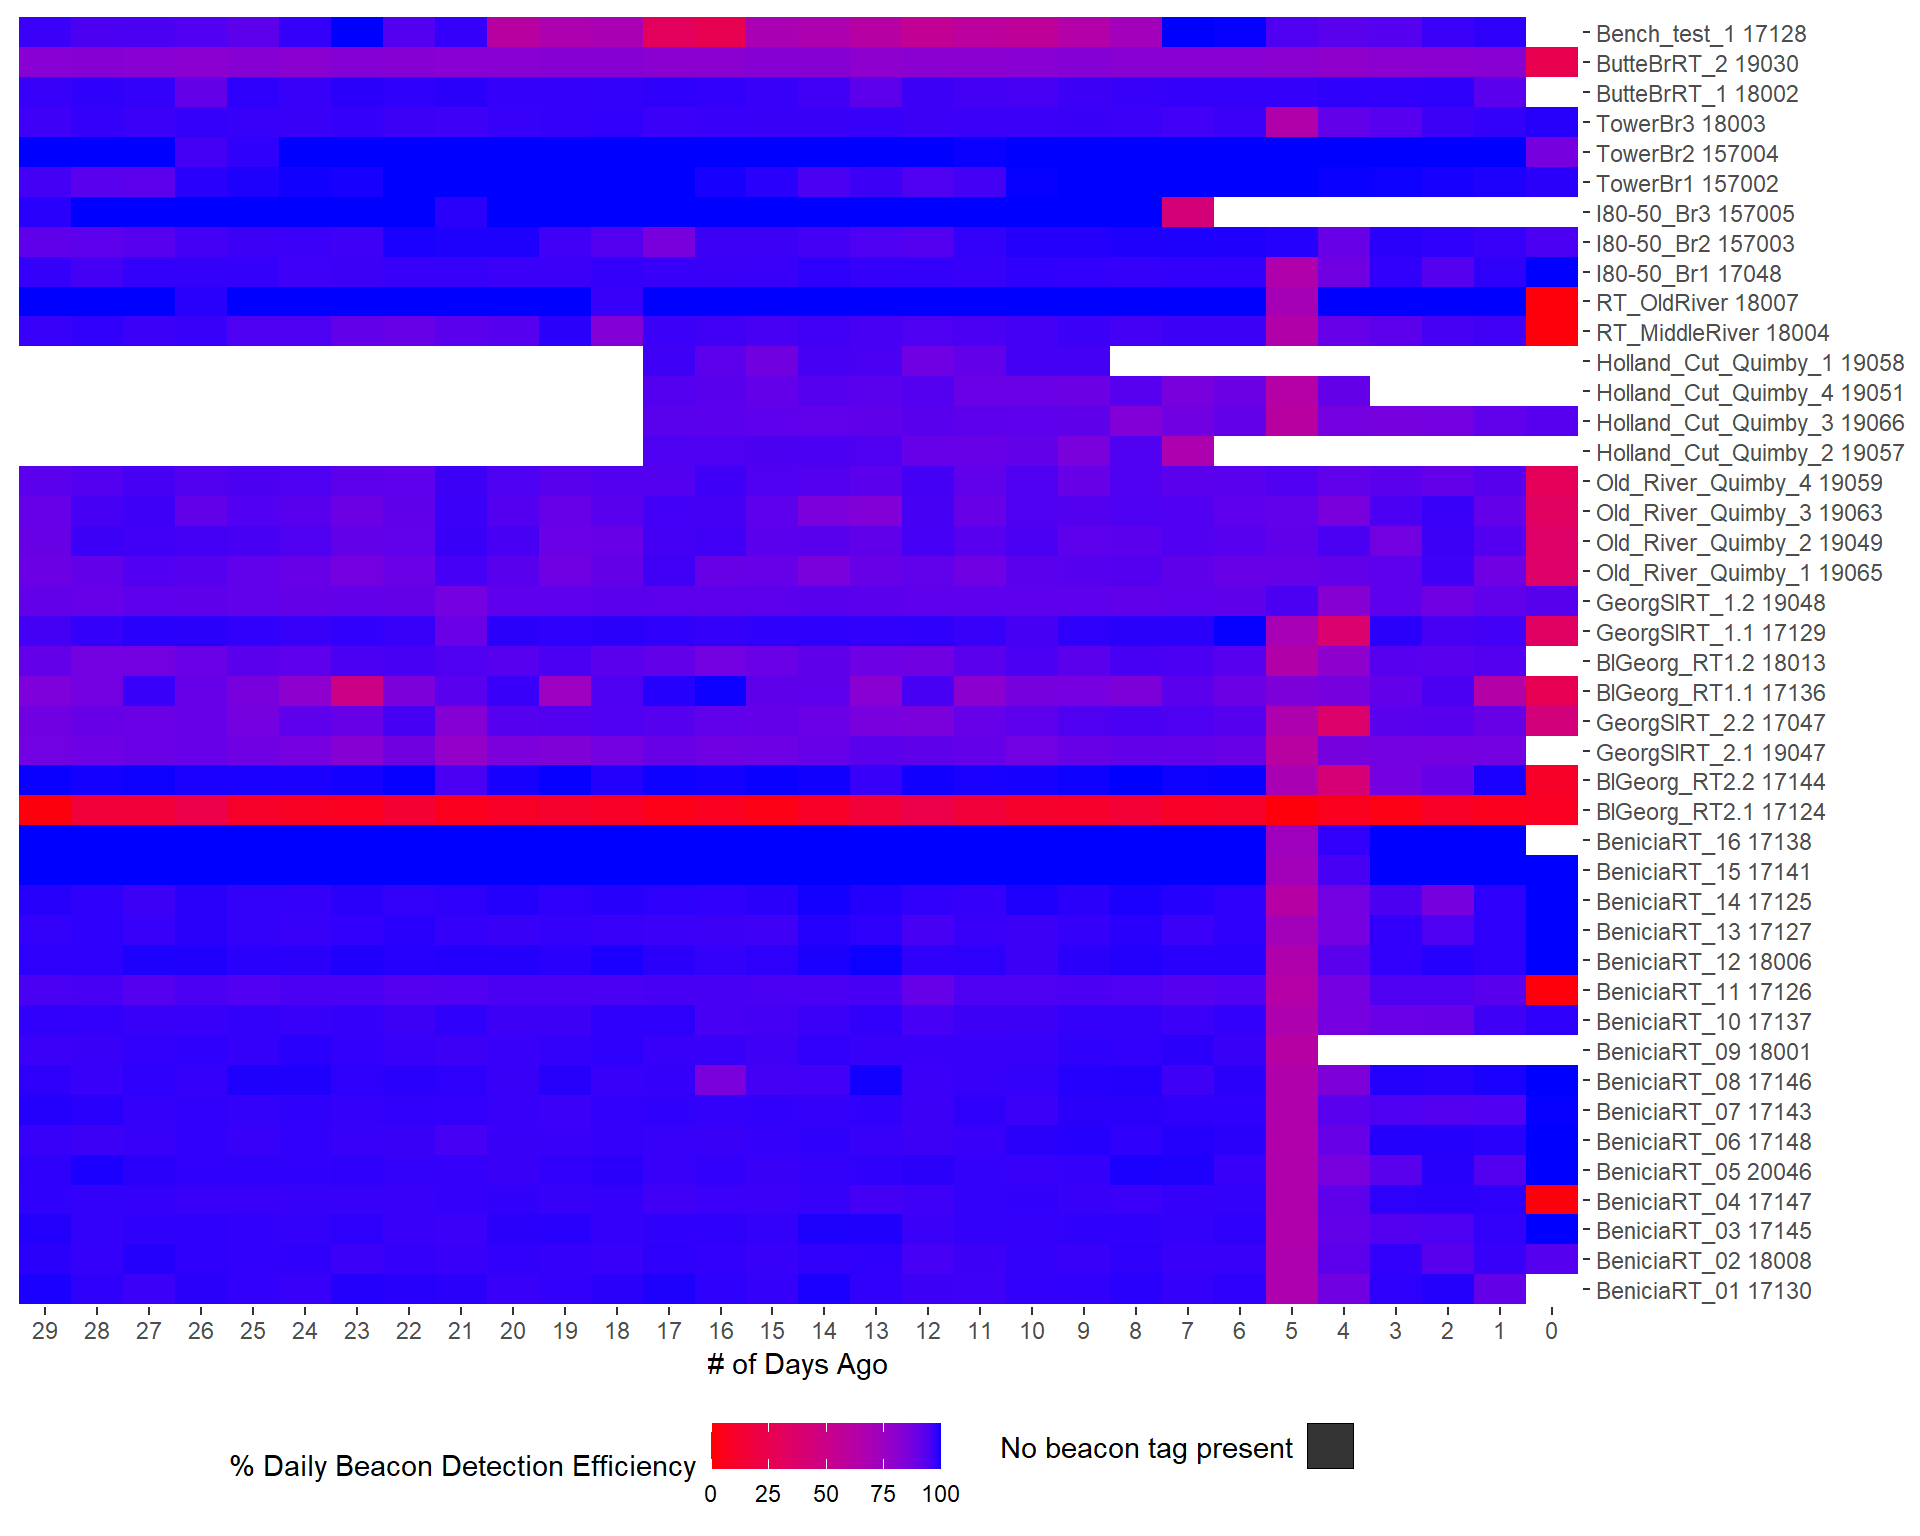 Bench_test_1 17128
ButteBrRT_2 19030
ButteBrRT_1 18002
TowerBr3 18003
TowerBr2 157004
TowerBr1 157002
I80-50_Br3 157005
I80-50_Br2 157003
I80-50_Br1 17048
RT_OldRiver 18007
RT_MiddleRiver 18004
Holland_Cut_Quimby_1 19058
Holland_Cut_Quimby_4 19051
Holland_Cut_Quimby_3 19066
Holland_Cut_Quimby_2 19057
Old_River_Quimby_4 19059
Old_River_Quimby_3 19063
Old_River_Quimby_2 19049
Old_River_Quimby_1 19065
GeorgSlRT_1.2 19048
GeorgSlRT_1.1 17129
BlGeorg_RT1.2 18013
BlGeorg_RT1.1 17136
GeorgSlRT_2.2 17047
GeorgSlRT_2.1 19047
BlGeorg_RT2.2 17144
BlGeorg_RT2.1 17124
BeniciaRT_16 17138
BeniciaRT_15 17141
BeniciaRT_14 17125
BeniciaRT_13 17127
BeniciaRT_12 18006
BeniciaRT_11 17126
BeniciaRT_10 17137
BeniciaRT_09 18001
BeniciaRT_08 17146
BeniciaRT_07 17143
BeniciaRT_06 17148
BeniciaRT_05 20046
BeniciaRT_04 17147
BeniciaRT_03 17145
BeniciaRT_02 18008
BeniciaRT_01 17130
29 28 27 26 25 24 23 22 21 20 19 18 17 16 15 14 13 12 11 10 9 8 7 6 5 4 3 2 1 0
# of Days Ago
% Daily Beacon Detection Efficiency
0 25 50 75 100
No beacon tag present